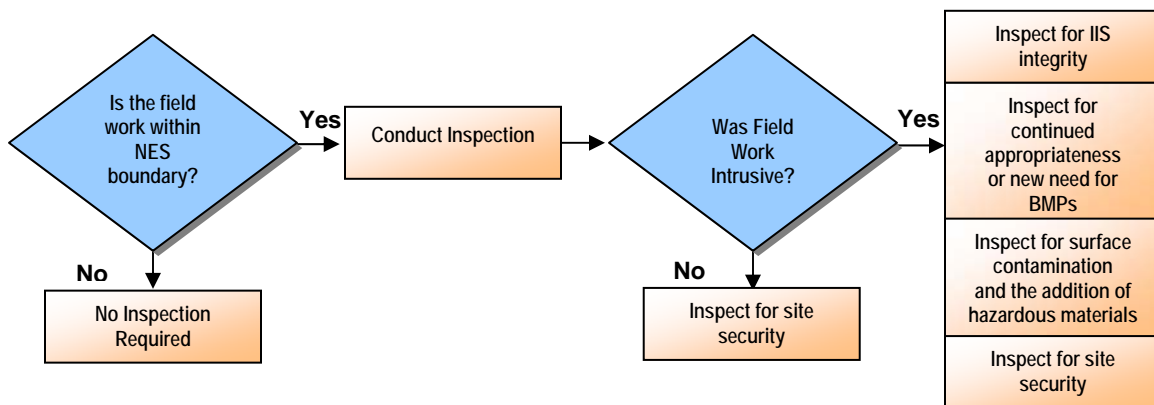 Is the field
work within
NES
boundary?
Yes
Conduct Inspection
Was Field
Work
Intrusive?
Yes
Inspect for IIS
integrity
Inspect for
continued
appropriateness
or new need for
BMPs
Inspect for surface
contamination
and the addition of
hazardous materials
Inspect for site
security
No
No Inspection
Required
No
Inspect for site
security